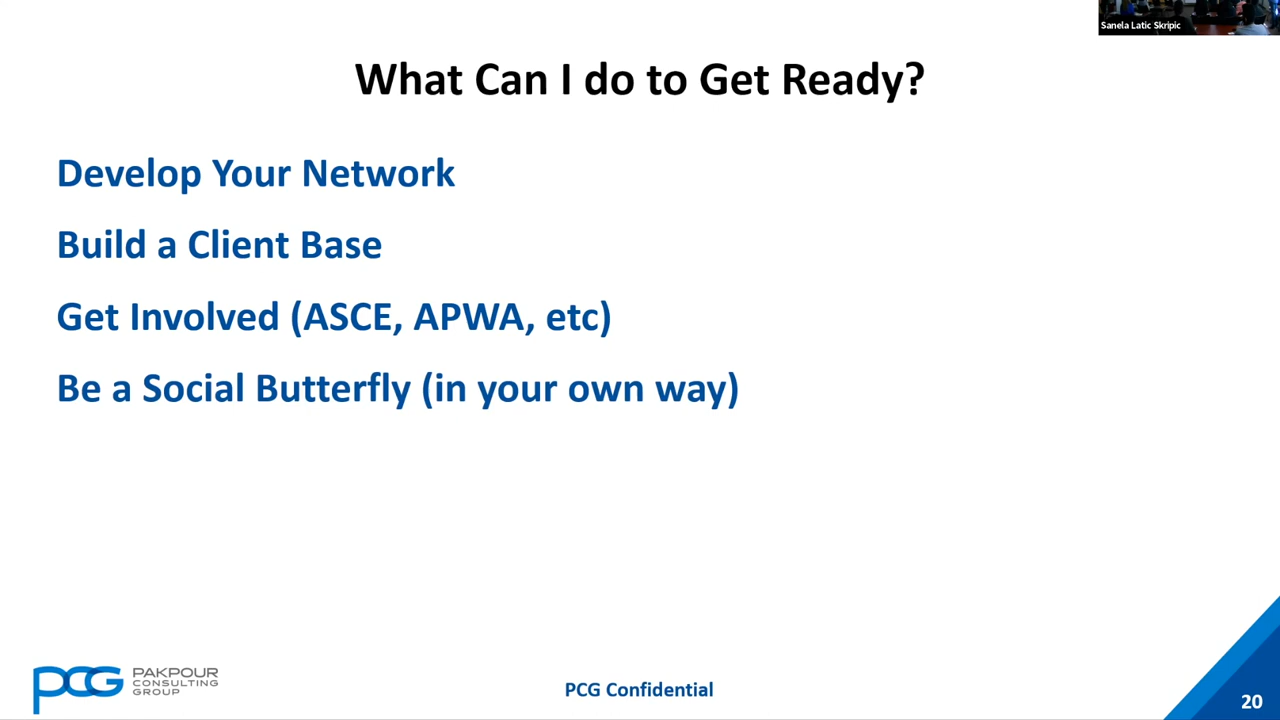 Sanela Latic Skripic
What Can I do to Get Ready?
Develop Your Network
Build a Client Base
Get Involved (ASCE, APWA, etc)
Be a Social Butterfly (in your own way)
PCG
PAKPOUR
CONSULTING
GROUP
PCG Confidential
20